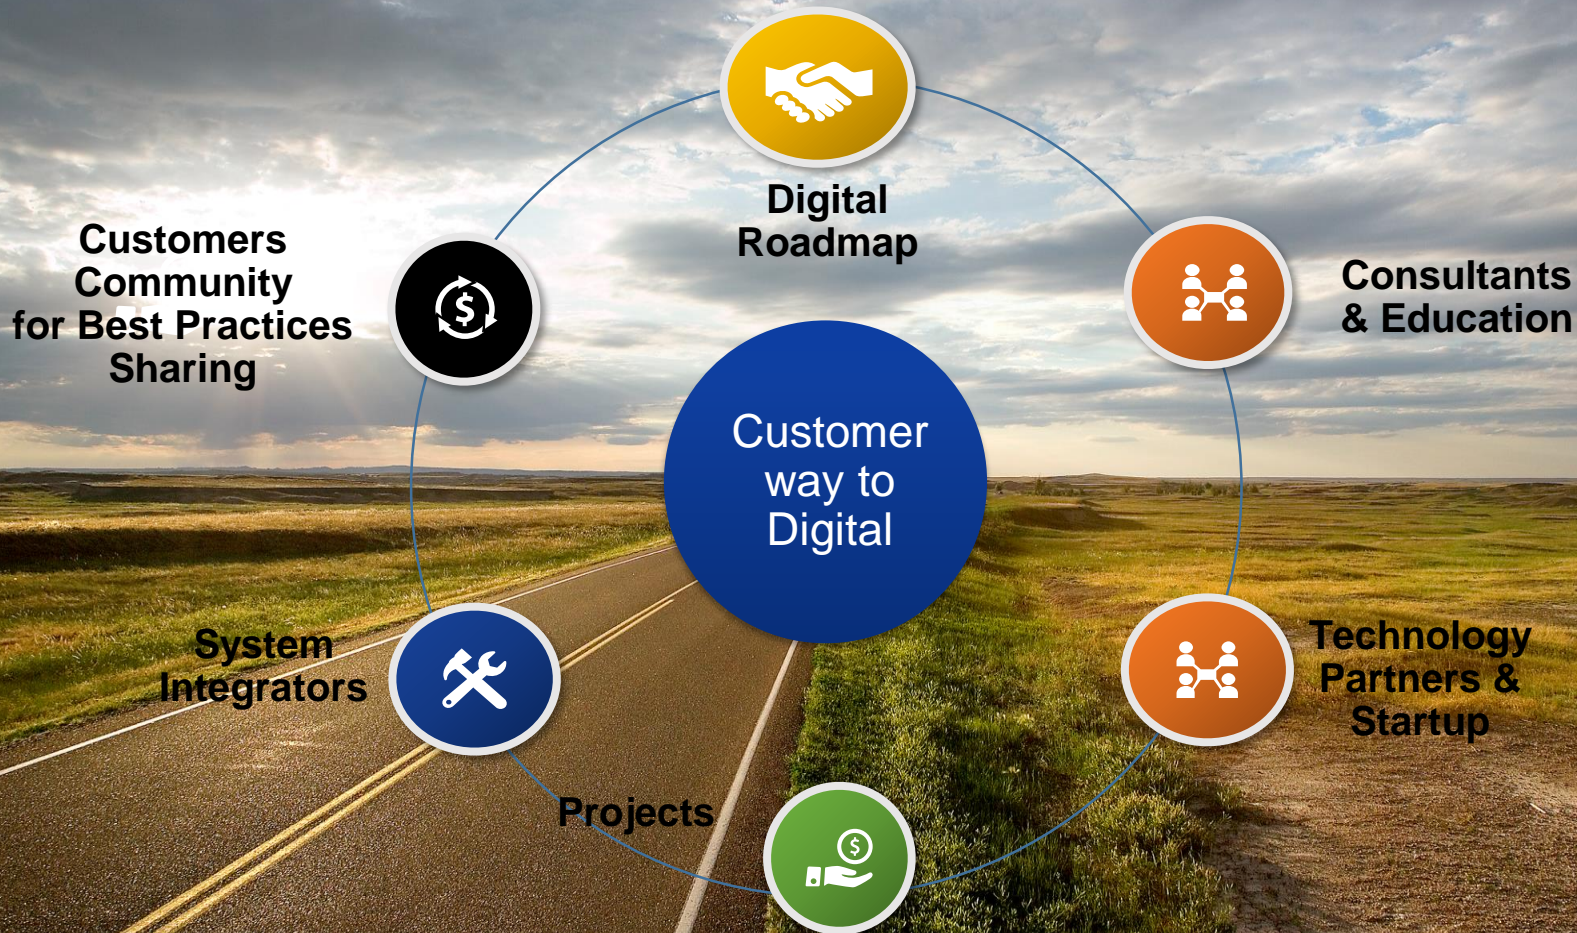 Digital
Roadmap
Customers
Community
for Best Practices
Sharing
Consultants
& Education
Customer
way to
Digital
System
Integrators
Technology
Partners &
Startup
Projects
$
$